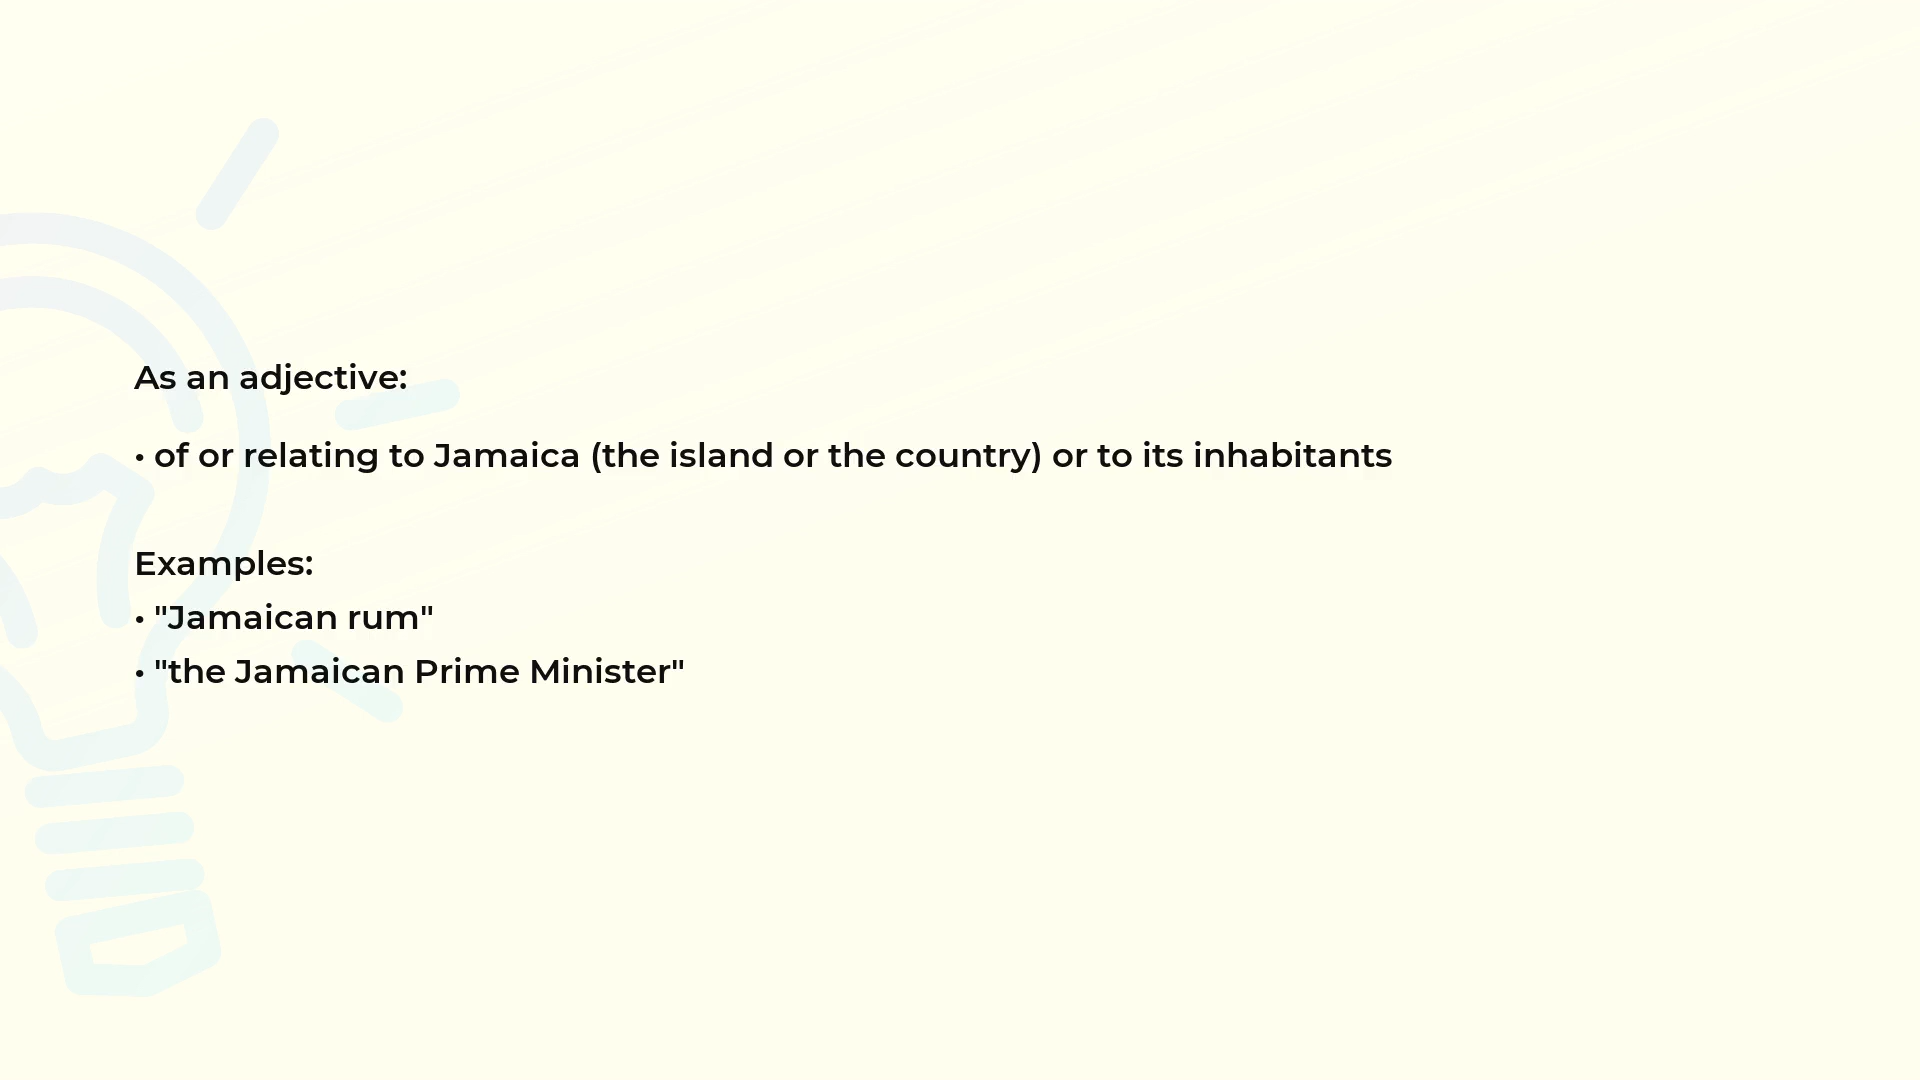 As an adjective:
• of or relating to Jamaica (the island or the country) or to its inhabitants
Examples:
• "Jamaican rum"
• "the Jamaican Prime Minister"